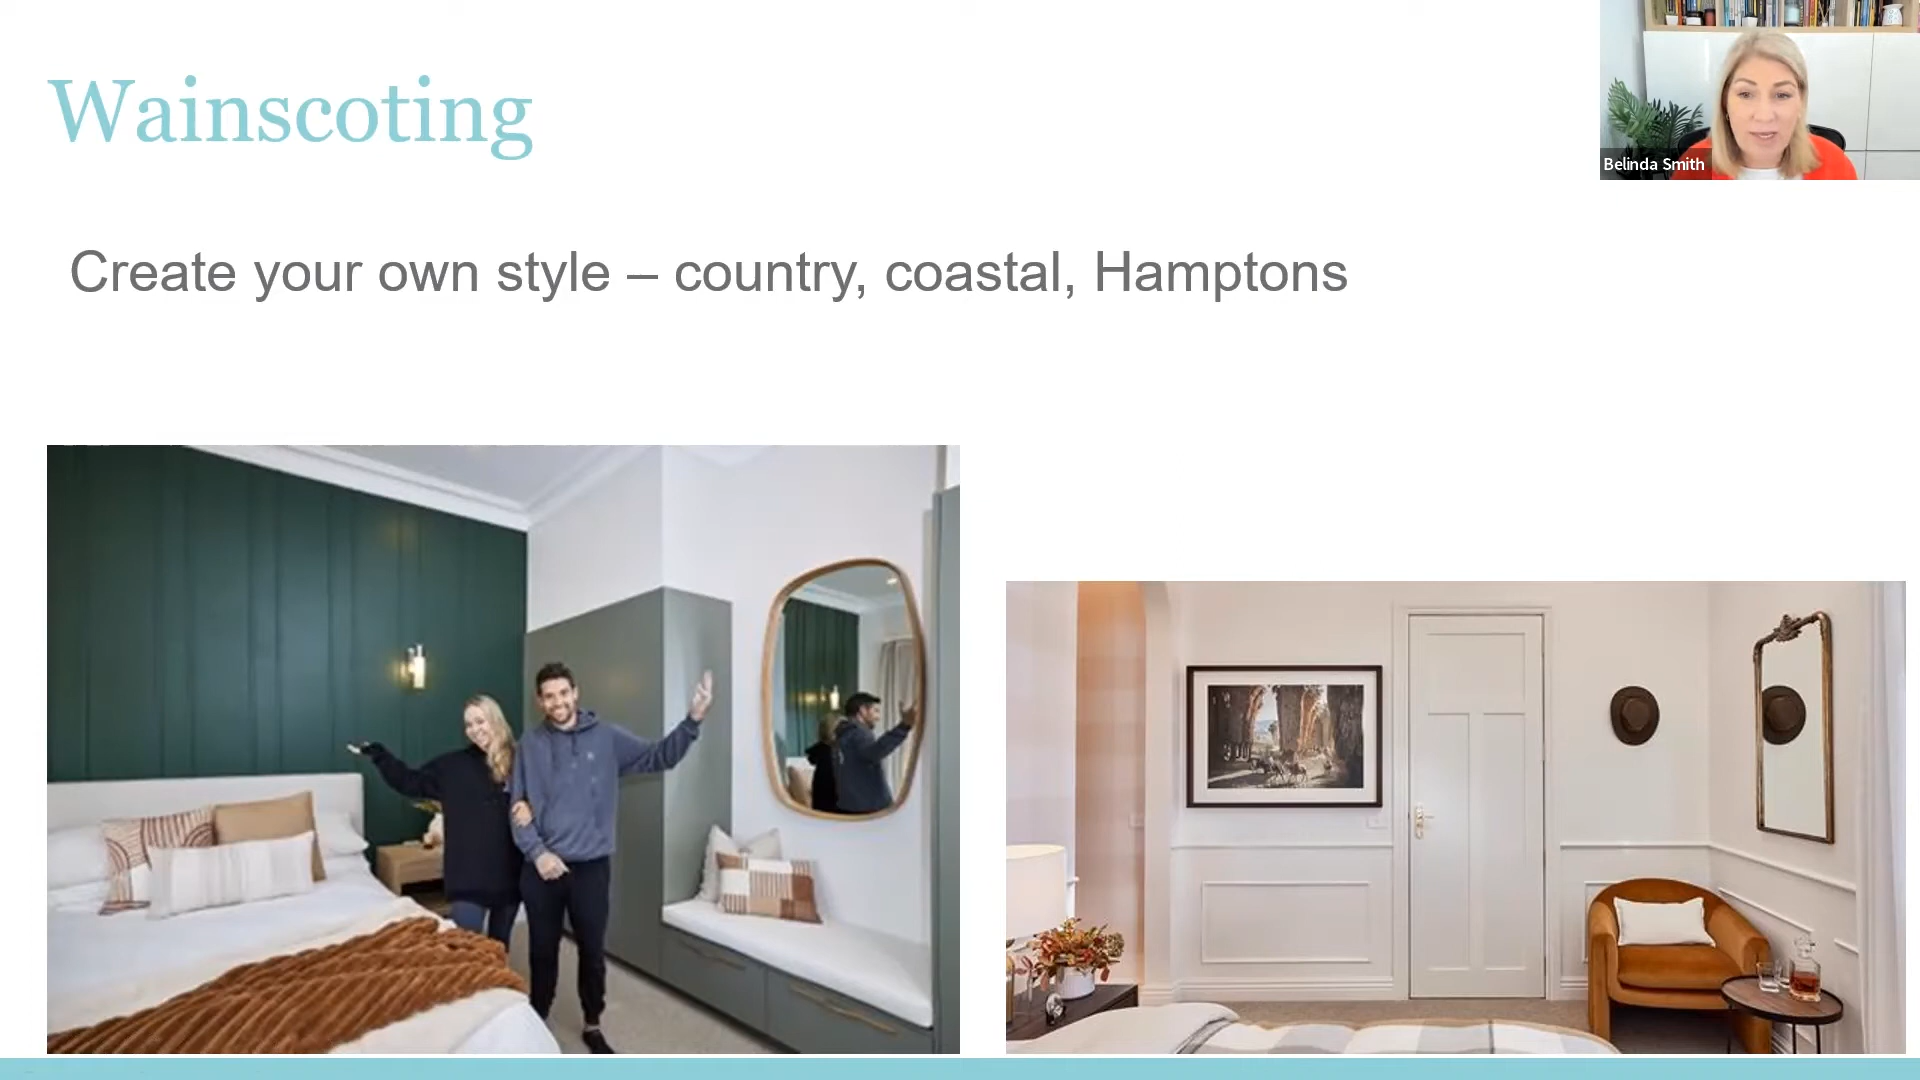 Wainscoting
Belinda Smith
Create your own style – country, coastal, Hamptons